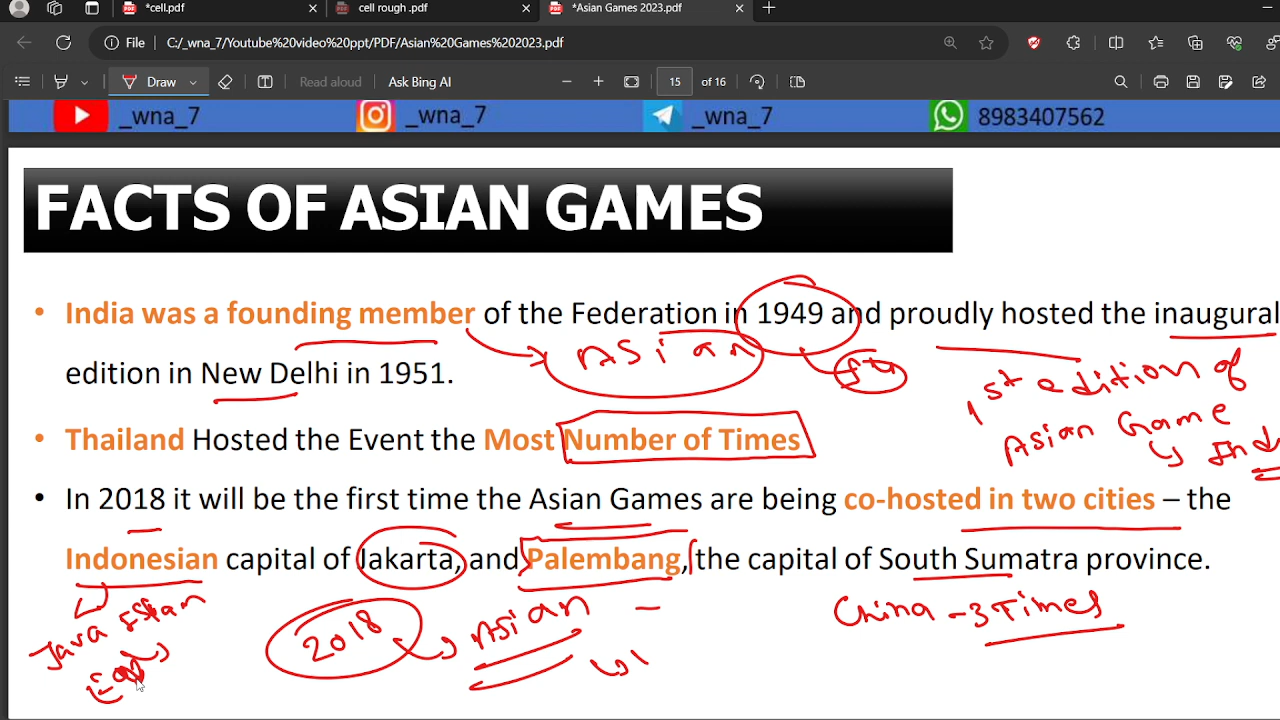 *cell.pdf
cell rough .pdf
*Asian Games 2023.pdf
File C:/_wna_7/Youtube%20video%20ppt/PDF/Asian%20Games%202023.pdf
Draw Read aloud Ask Bing AI 15 of 16
_wna_7 _wna_7 _wna_7 8983407562
FACTS OF ASIAN GAMES
• India was a founding member of the Federation in 1949 and proudly hosted the inaugural
Asian
edition in New Delhi in 1951.
1st edition of
Asian Game
• Thailand Hosted the Event the Most Number of Times
• In 2018 it will be the first time the Asian Games are being co-hosted in two cities – the
Indonesian capital of Jakarta, and Palembang, the capital of South Sumatra province.
Java
2018 Asian –
China - 3 Times